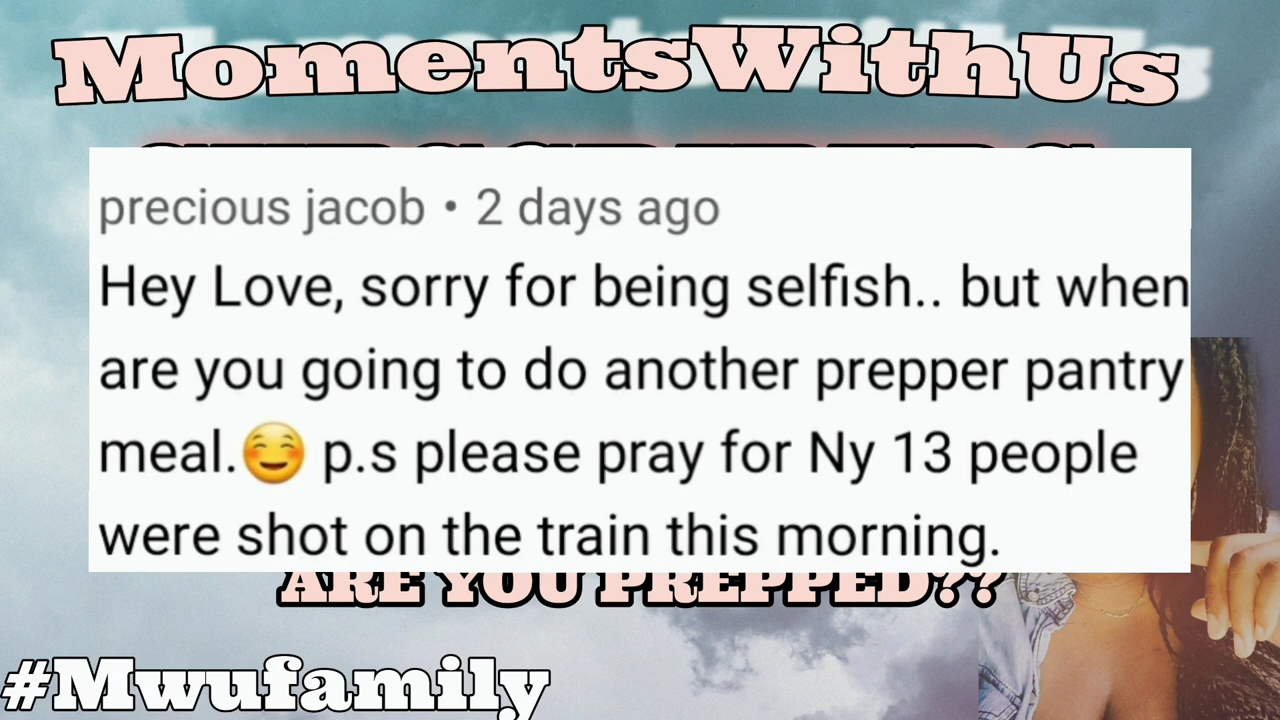 MomentsWithUs
precious jacob • 2 days ago
Hey Love, sorry for being selfish.. but when
are you going to do another prepper pantry
meal.😊 p.s please pray for Ny 13 people
were shot on the train this morning.
ARE YOU PREPPED??
#Mwufamily